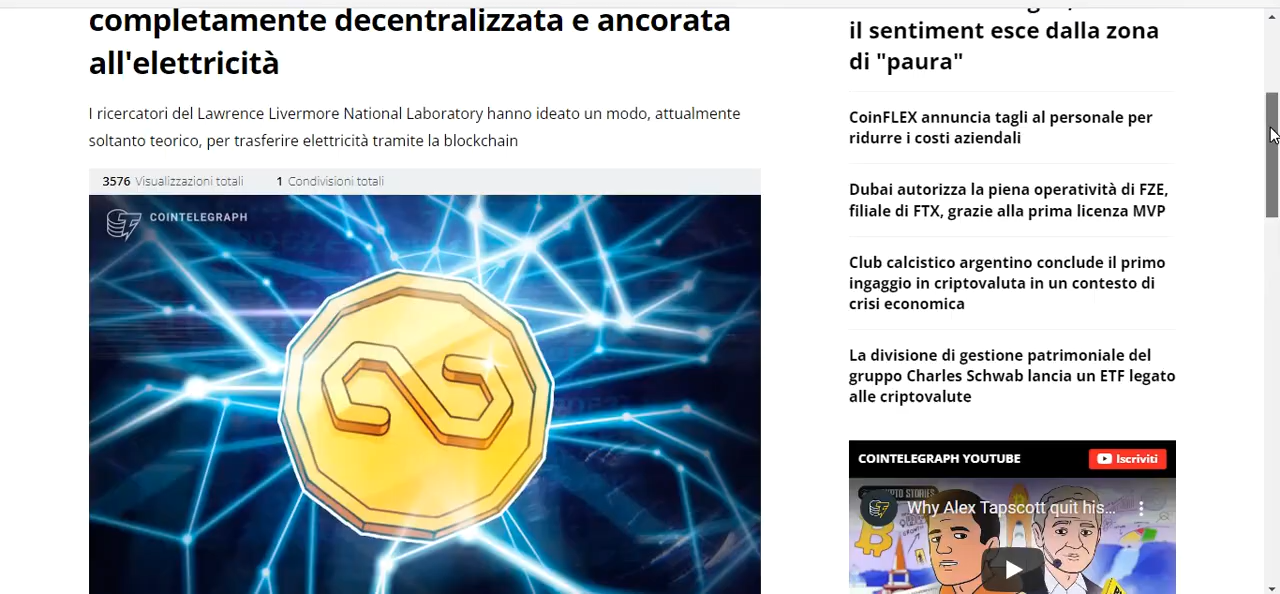 completamente decentralizzata e ancorata
all'elettricità
I ricercatori del Lawrence Livermore National Laboratory hanno ideato un modo, attualmente
soltanto teorico, per trasferire elettricità tramite la blockchain
3576 Visualizzazioni totali 1 Condivisioni totali
COINTELEGRAPH
il sentiment esce dalla zona
di "paura"
CoinFLEX annuncia tagli al personale per
ridurre i costi aziendali
Dubai autorizza la piena operatività di FZE,
filiale di FTX, grazie alla prima licenza MVP
Club calcistico argentino conclude il primo
ingaggio in criptovaluta in un contesto di
crisi economica
La divisione di gestione patrimoniale del
gruppo Charles Schwab lancia un ETF legato
alle criptovalute
COINTELEGRAPH YOUTUBE
Iscriviti
Why Alex Tapscott quit his...